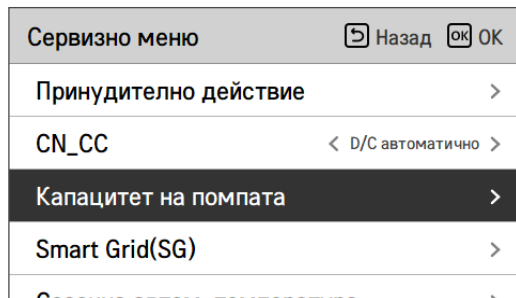 Сервизно меню Назад OK OK
Принудително действие
CN_CC D/C автоматично
Капацитет на помпата
Smart Grid(SG)